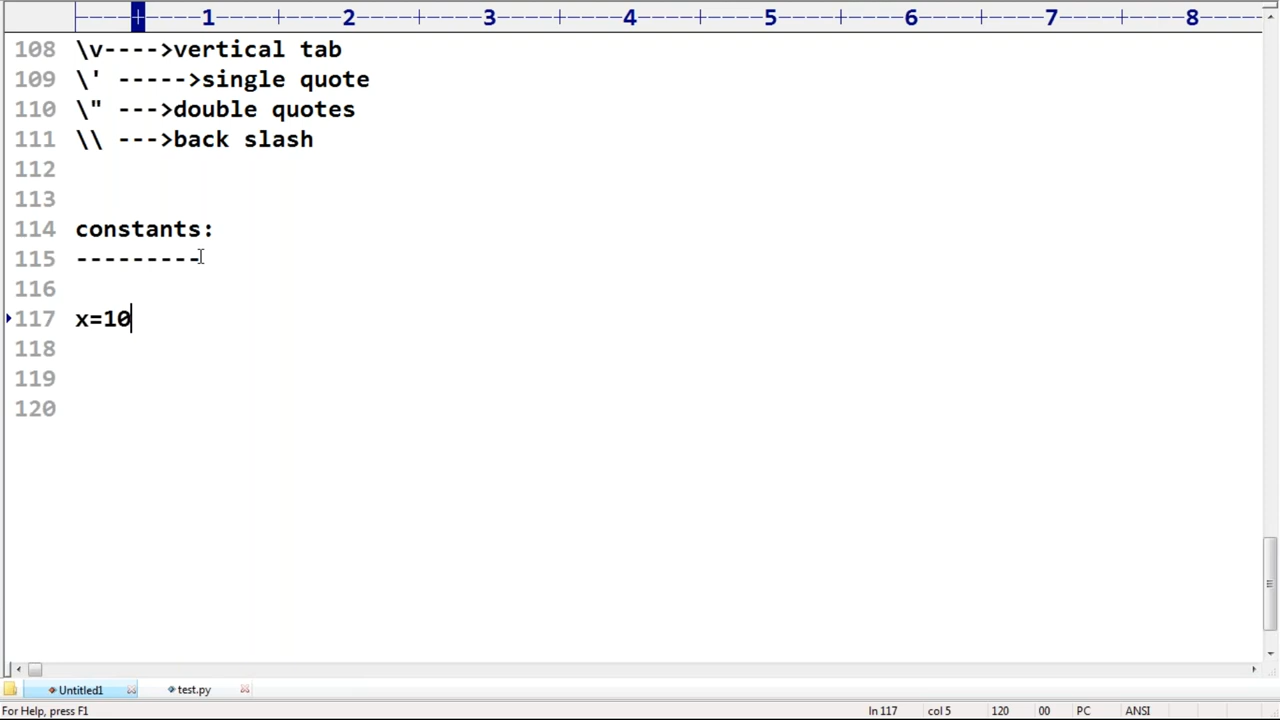 1 2 3 4 5 6 7 8
108 \v---->vertical tab
109 \' ----->single quote
110 \" --->double quotes
111 \\ --->back slash
112
113
114 constants:
115 ---------
116
117 x=10
118
119
120
Untitled1 test.py
For Help, press F1 ln 117 col 5 120 00 PC ANSI